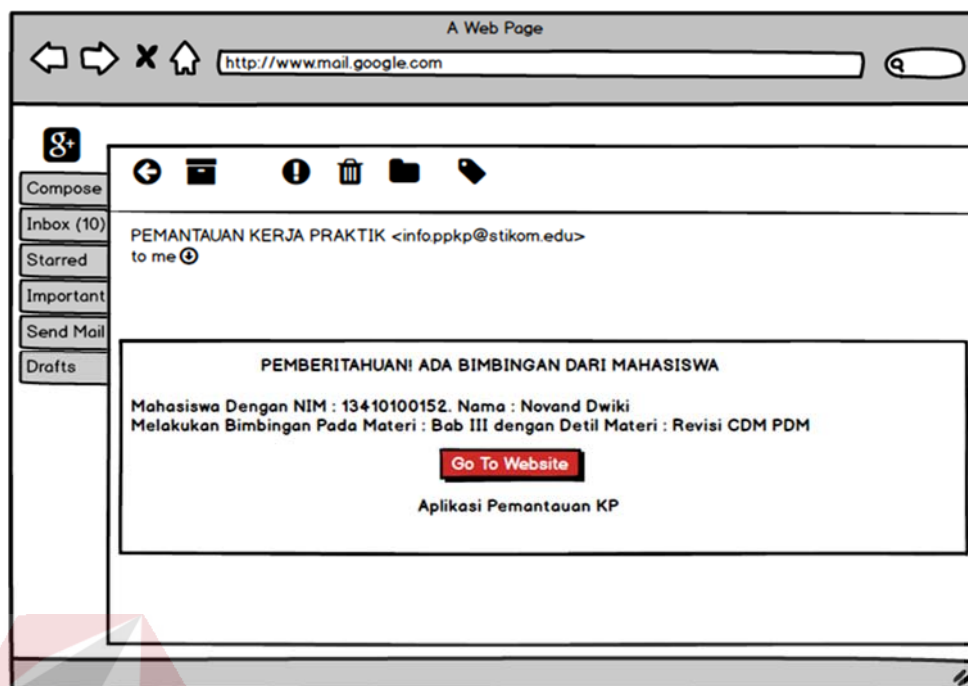 A Web Page
http://www.mail.google.com
g+
Compose
Inbox (10)
Starred
Important
Send Mail
Drafts
PEMANTAUAN KERJA PRAKTIK <info.ppkp@stikom.edu>
to me
PEMBERITAHUAN! ADA BIMBINGAN DARI MAHASISWA
Mahasiswa Dengan NIM : 13410100152. Nama : Novand Dwiki
Melakukan Bimbingan Pada Materi : Bab III dengan Detil Materi : Revisi CDM PDM
Go To Website
Aplikasi Pemantauan KP